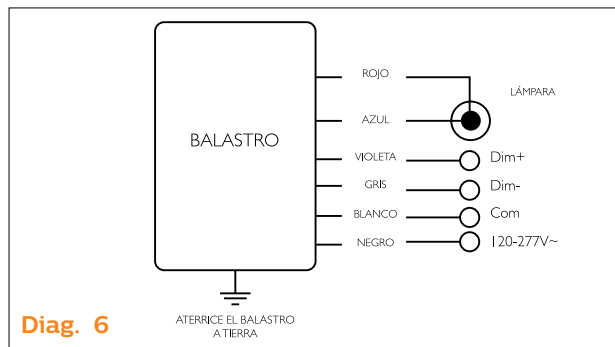 ROJO
LÁMPARA
AZUL
BALASTRO
VIOLETA
Dim+
GRIS
Dim-
BLANCO
Com
NEGRO
120-277V~
ATERRICE EL BALASTRO
A TIERRA
Diag. 6